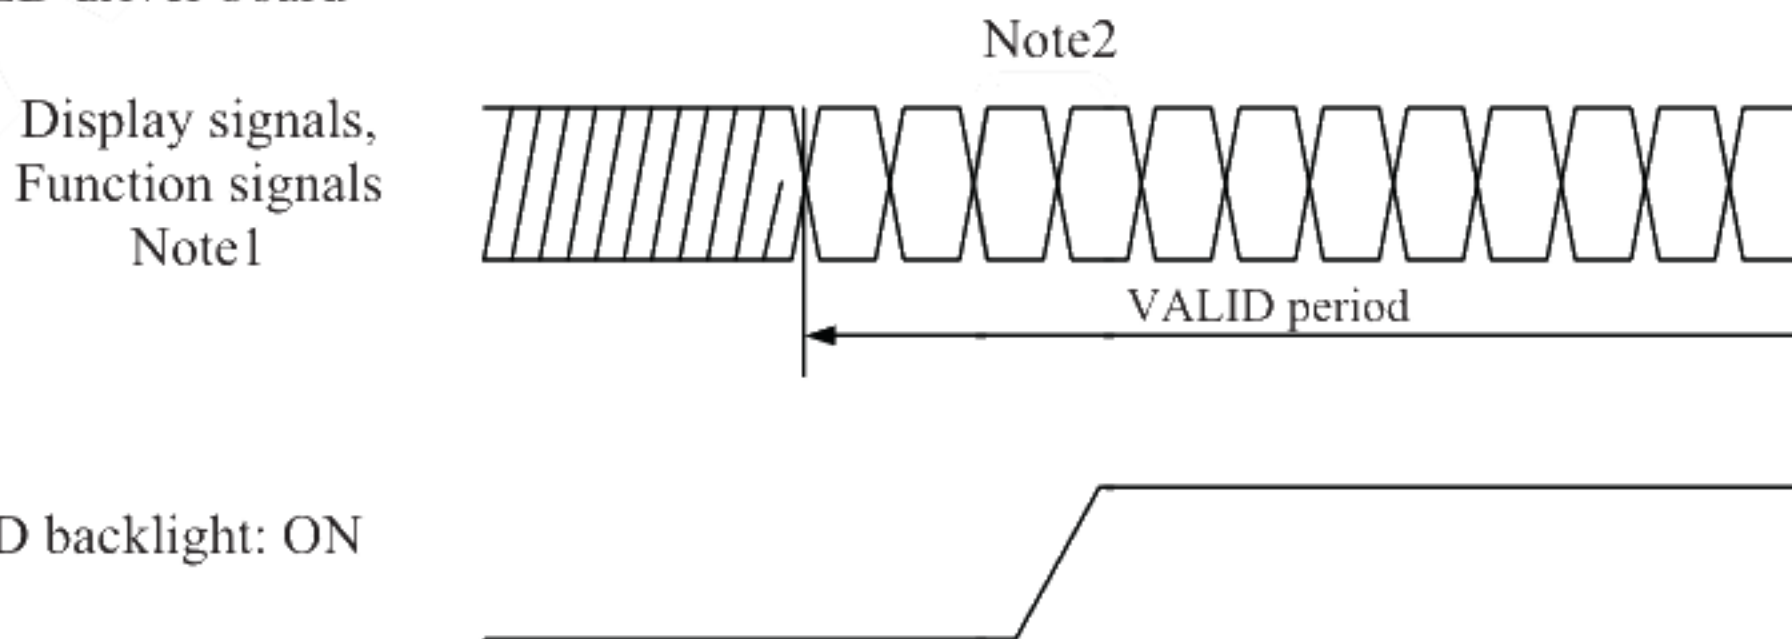 Note2
Display signals,
Function signals
Note1
VALID period
D backlight: ON